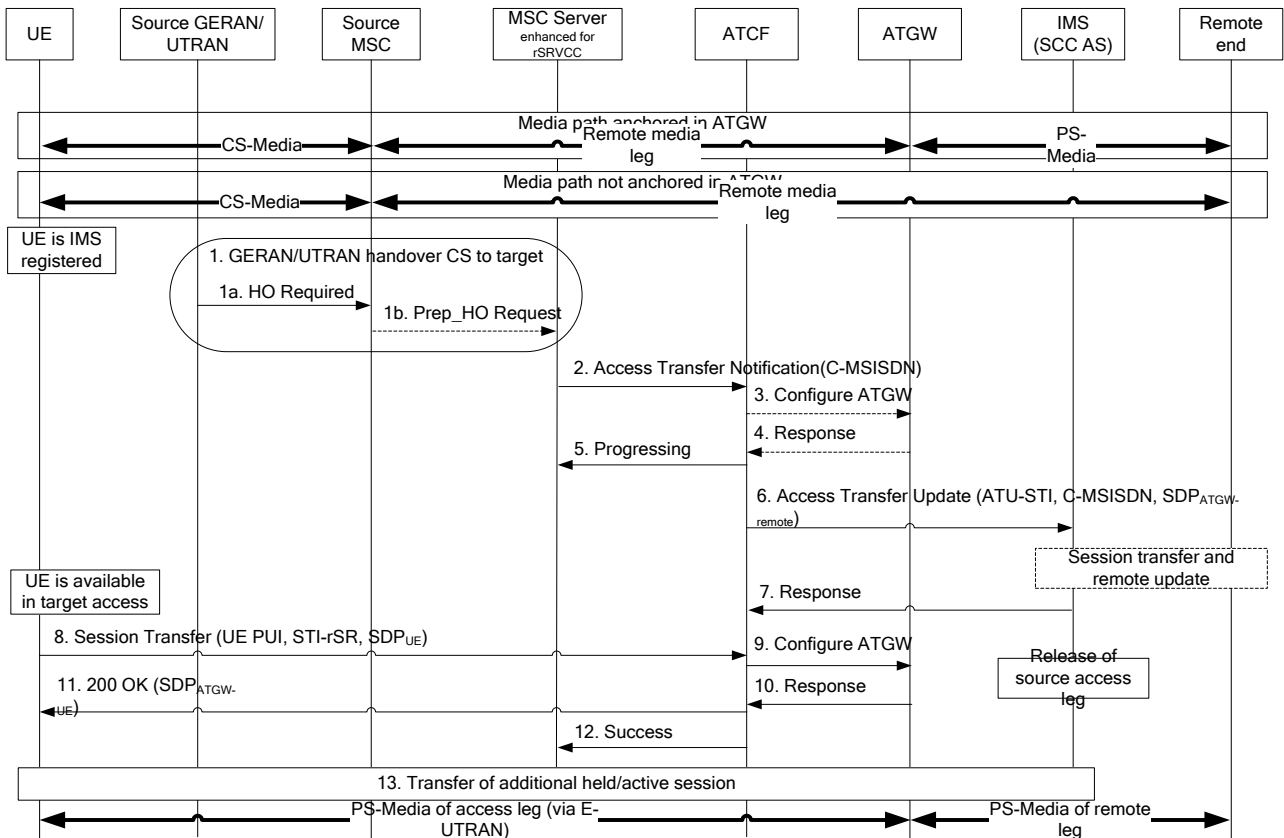 UE
Source GERAN/
UTRAN
Source
MSC
MSC Server
enhanced for
rSRVCC
ATCF
ATGW
IMS
(SCC AS)
Remote
end
Media path anchored in ATGW
CS-Media
Remote media
leg
PS-
Media
Media path not anchored in ATGW
CS-Media
Remote media
leg
UE is IMS
registered
1. GERAN/UTRAN handover CS to target
1a. HO Required
1b. Prep_HO Request
2. Access Transfer Notification(C-MSISDN)
3. Configure ATGW
4. Response
5. Progressing
6. Access Transfer Update (ATU-STI, C-MSISDN, SDPATGW-
remote)
Session transfer and
remote update
UE is available
in target access
7. Response
8. Session Transfer (UE PUI, STI-rSR, SDPUE)
9. Configure ATGW
Release of
source access
leg
10. Response
11. 200 OK (SDPATGW-
UE)
12. Success
13. Transfer of additional held/active session
PS-Media of access leg (via E-
UTRAN)
PS-Media of remote
leg